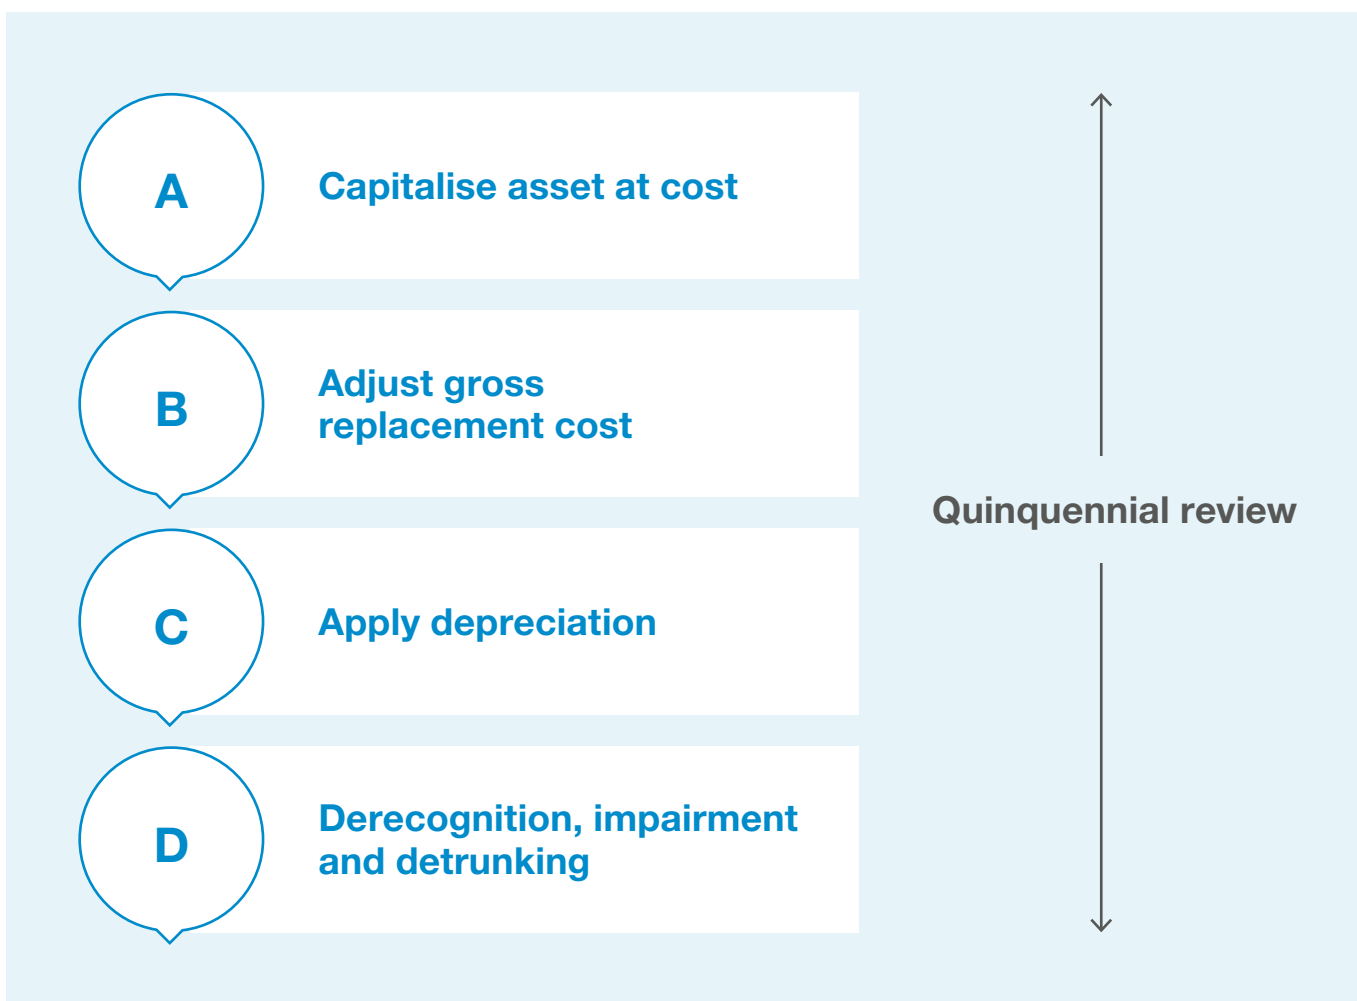 A
Capitalise asset at cost
B
Adjust gross
replacement cost
C
Apply depreciation
D
Derecognition, impairment
and detrunking
Quinquennial review